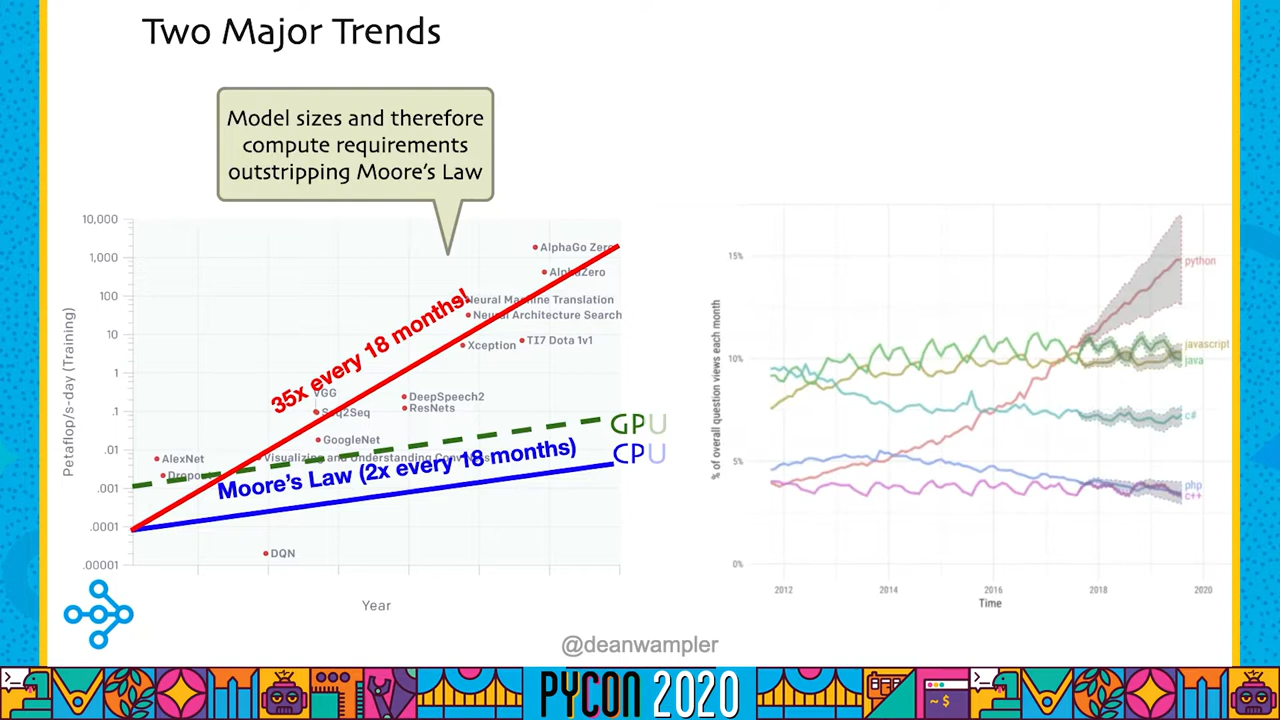 Two Major Trends
Model sizes and therefore
compute requirements
outstripping Moore's Law
Petaflop/s-day (Training)
10,000
1,000
100
10
1
.1
.01
.001
.0001
.00001
AlphaGo Zero
AlphaZero
Neural Machine Translation
Neural Architecture Search
TI7 Dota 1v1
Xception
35x every 18 months!
VGG
DeepSpeech2
Seq2Seq
ResNets
GPU
GoogleNet
CPU
AlexNet
Visualizing and Understanding
Moore's Law (2x every 18 months)
DQN
Year
% of overall question views each month
15%
10%
5%
0%
python
javascript
java
c#
php
c++
2012
2014
2016
2018
2020
Time
@deanwampler
>_
~$
PYCON 2020
>_